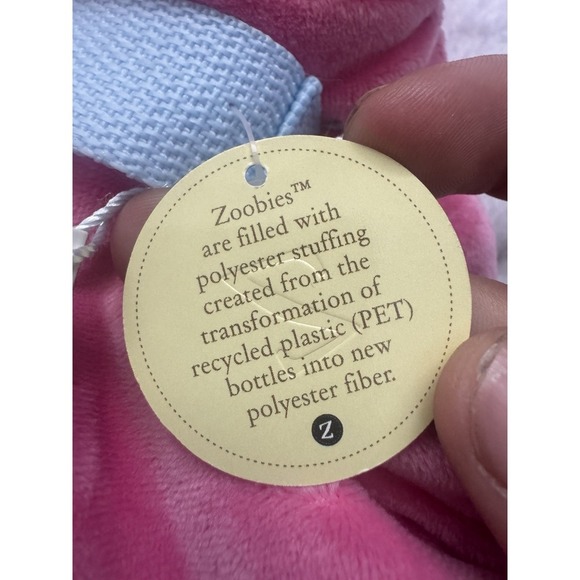 Zoobies™
are filled with
polyester stuffing
created from the
transformation of
recycled plastic (PET)
bottles into new
polyester fiber.
Z